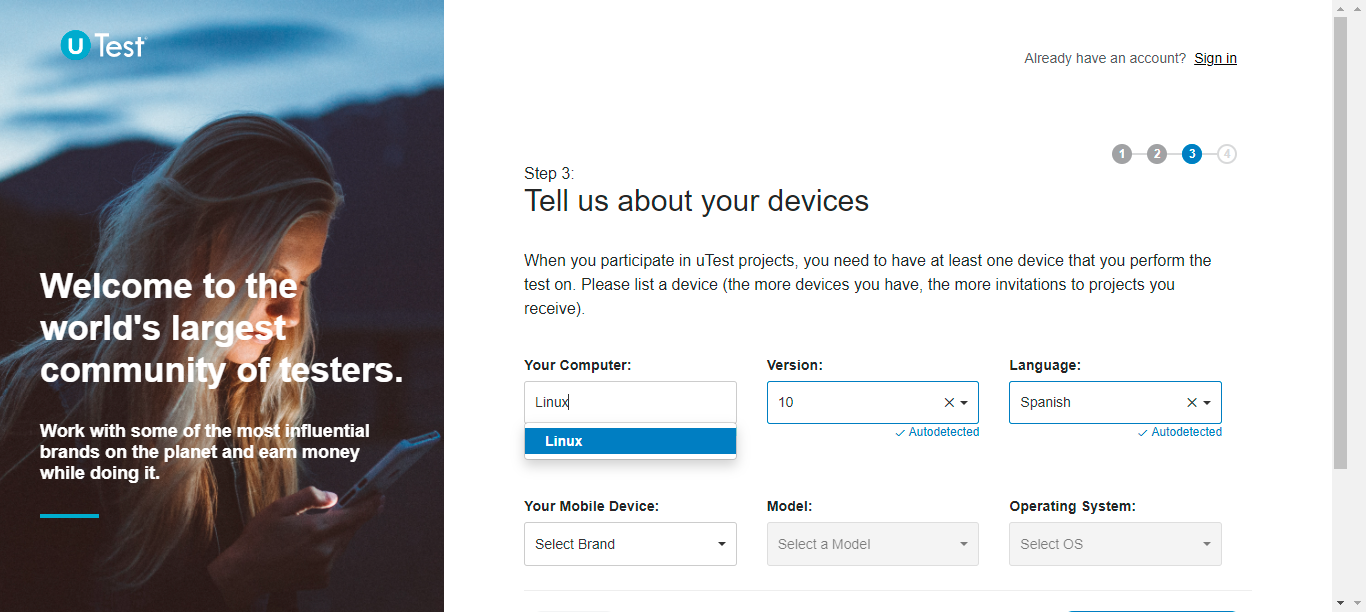 uTest
Welcome to the
world's largest
community of testers.
Work with some of the most influential
brands on the planet and earn money
while doing it.
Already have an account? Sign in
1 2 3 4
Step 3:
Tell us about your devices
When you participate in uTest projects, you need to have at least one device that you perform the
test on. Please list a device (the more devices you have, the more invitations to projects you
receive).
Your Computer: Version: Language:
Linux 10 Spanish
Linux Autodetected Autodetected
Your Mobile Device: Model: Operating System:
Select Brand Select a Model Select OS